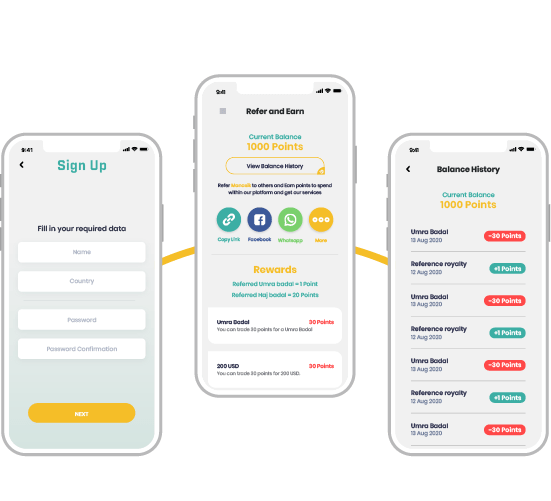 9:41
Sign Up
Fill in your required data
Name
Country
Password
Password Confirmation
NEXT
9:41
Refer and Earn
Current Balance
1000 Points
View Balance History
Refer to others and Earn points to spend
within our platform and get our services
Copy Link
Facebook
Whatsapp
More
Rewards
Referred Umra badal = 1 Point
Referred Haj badal = 20 Points
Umra Badal
30 Points
You can trade 30 points for a Umra Badal
200 USD
30 Points
You can trade 30 points for 200 USD.
9:41
Balance History
Current Balance
1000 Points
Umra Badal
13 Aug 2020
-30 Points
Reference royalty
12 Aug 2020
+1 Points
Umra Badal
13 Aug 2020
-30 Points
Reference royalty
12 Aug 2020
+1 Points
Umra Badal
13 Aug 2020
-30 Points
Reference royalty
12 Aug 2020
+1 Points
Umra Badal
13 Aug 2020
-30 Points